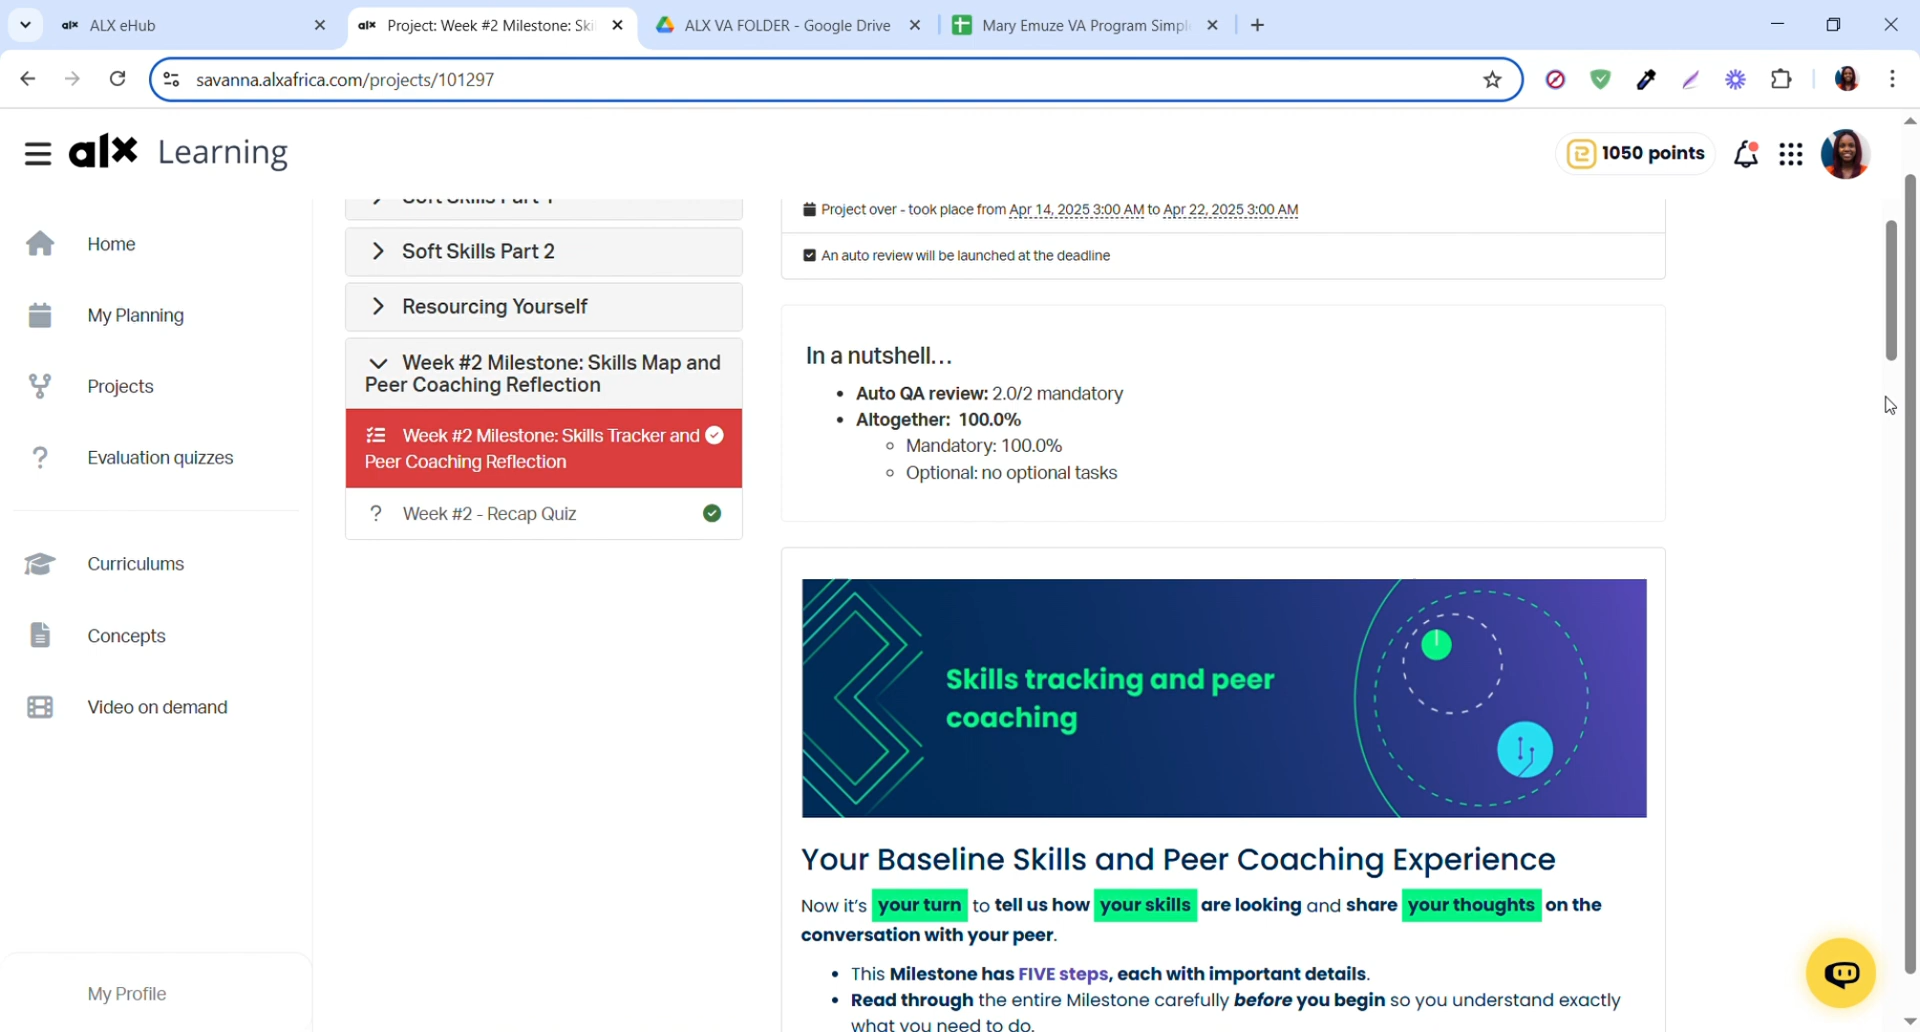 ALX eHub
Project: Week #2 Milestone: Ski
ALX VA FOLDER - Google Drive
Mary Emuze VA Program Simpl
savanna.alxafrica.com/projects/101297
alx Learning
1050 points
Home
My Planning
Projects
Evaluation quizzes
Curriculums
Concepts
Video on demand
My Profile
Soft Skills Part 1
Soft Skills Part 2
Resourcing Yourself
Week #2 Milestone: Skills Map and
Peer Coaching Reflection
Week #2 Milestone: Skills Tracker and
Peer Coaching Reflection
? Week #2 - Recap Quiz
Project over - took place from Apr 14, 2025 3:00 AM to Apr 22, 2025 3:00 AM
An auto review will be launched at the deadline
In a nutshell...
• Auto QA review: 2.0/2 mandatory
• Altogether: 100.0%
Mandatory: 100.0%
Optional: no optional tasks
Skills tracking and peer
coaching
Your Baseline Skills and Peer Coaching Experience
Now it's your turn to tell us how your skills are looking and share your thoughts on the
conversation with your peer.
• This Milestone has FIVE steps, each with important details.
• Read through the entire Milestone carefully before you begin so you understand exactly
what you need to do.